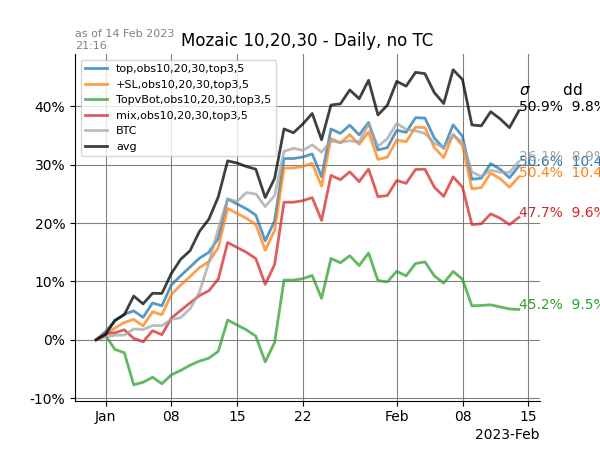 as of 14 Feb 2023
21:16
Mozaic 10,20,30 - Daily, no TC
top,obs10,20,30,top3,5
+SL,obs10,20,30,top3,5
TopvBot,obs10,20,30,top3,5
mix,obs10,20,30,top3,5
BTC
avg
σ dd
50.9% 9.8%
50.6% 10.4
50.4% 10.4
47.7% 9.6%
45.2% 9.5%
40%
30%
20%
10%
0%
-10%
Jan 08 15 22 Feb 08 15
2023-Feb